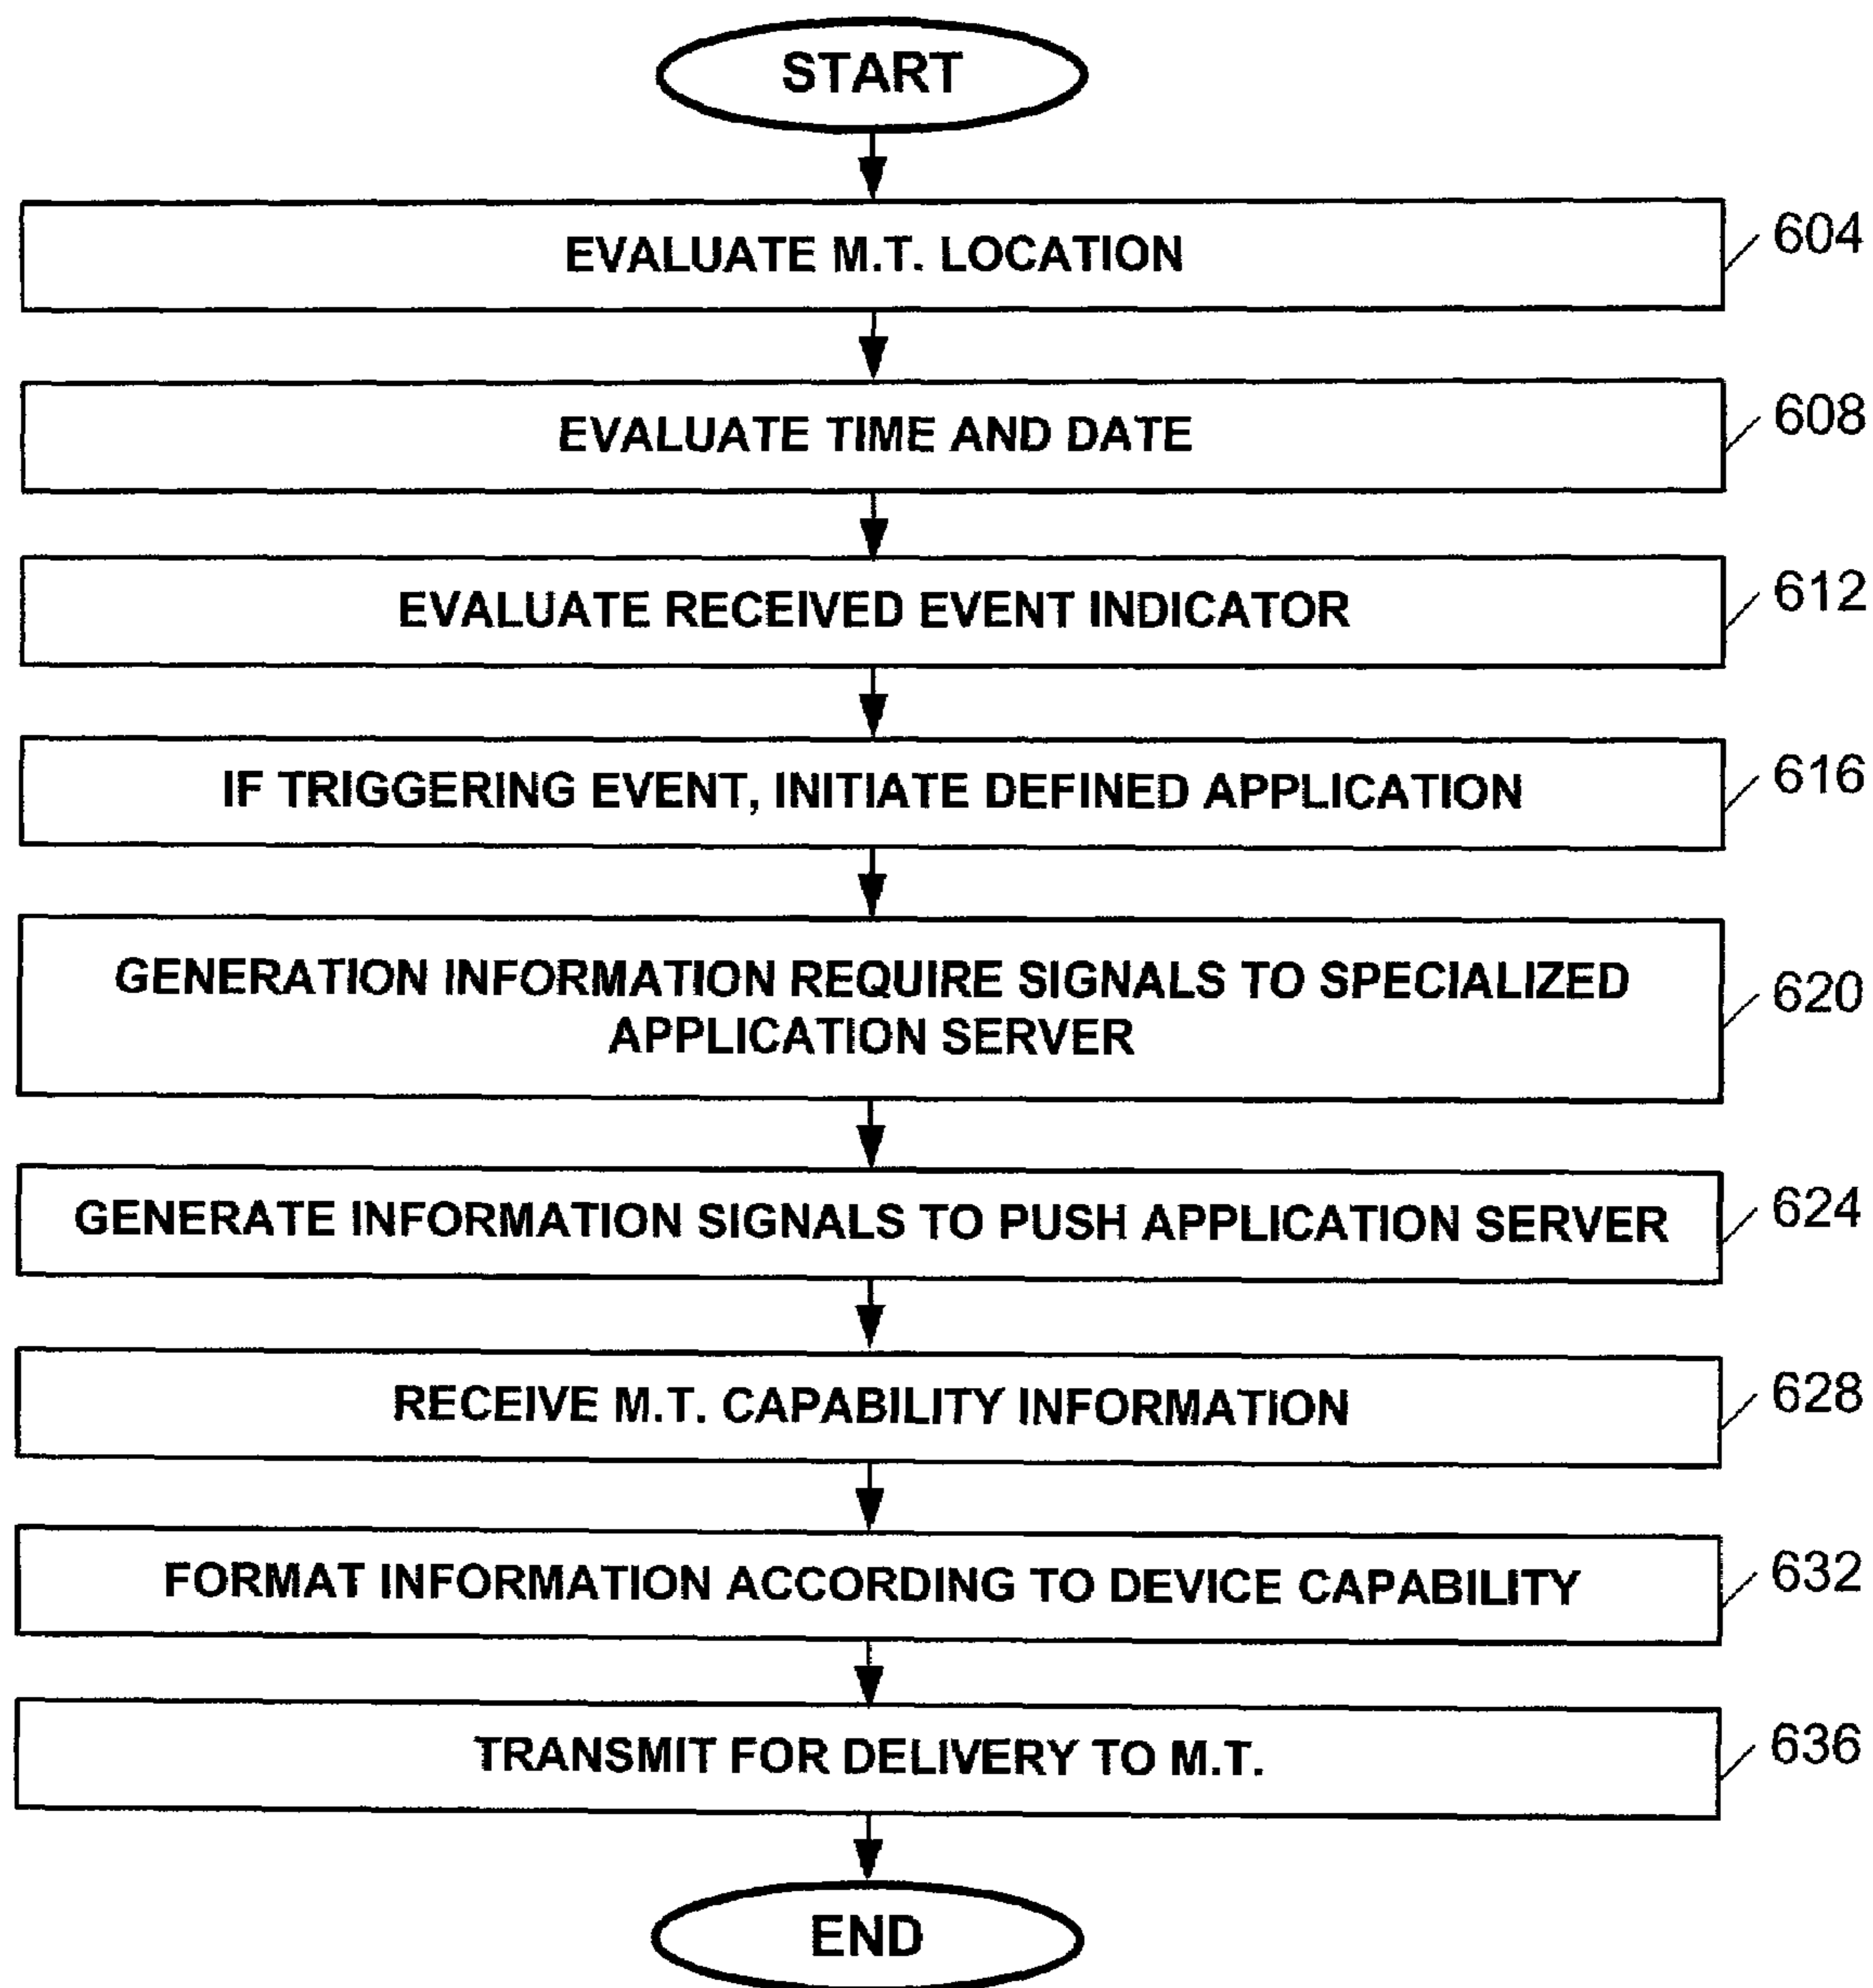 START
EVALUATE M.T. LOCATION
604
EVALUATE TIME AND DATE
608
EVALUATE RECEIVED EVENT INDICATOR
612
IF TRIGGERING EVENT, INITIATE DEFINED APPLICATION
616
GENERATION INFORMATION REQUIRE SIGNALS TO SPECIALIZED
APPLICATION SERVER
620
GENERATE INFORMATION SIGNALS TO PUSH APPLICATION SERVER
624
RECEIVE M.T. CAPABILITY INFORMATION
628
FORMAT INFORMATION ACCORDING TO DEVICE CAPABILITY
632
TRANSMIT FOR DELIVERY TO M.T.
636
END